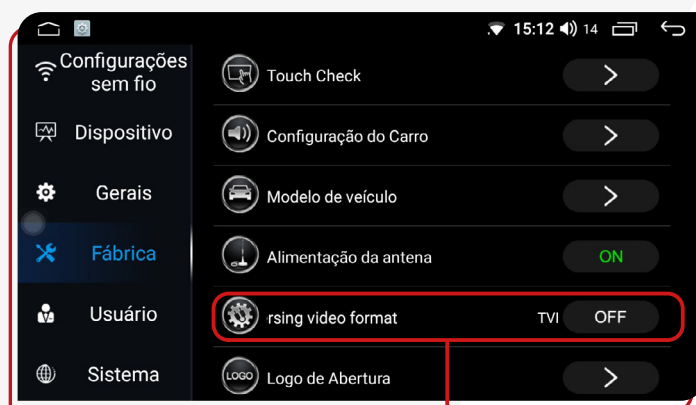 15:12 14
Configurações
sem fio
Touch Check
Dispositivo
Configuração do Carro
Gerais
Modelo de veículo
Fábrica
Alimentação da antena
ON
Usuário
rsing video format
TVI
OFF
Sistema
LOGO
Logo de Abertura